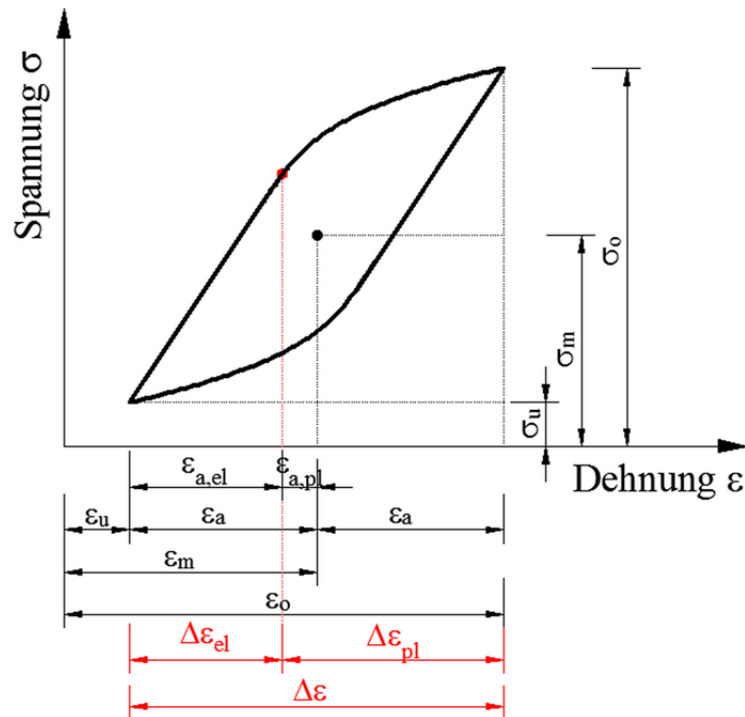 Spannung σ
σo
σm
σu
εa,el
εa,pl
Dehnung ε
εu
εa
εa
εm
εo
Δεel
Δεpl
Δε